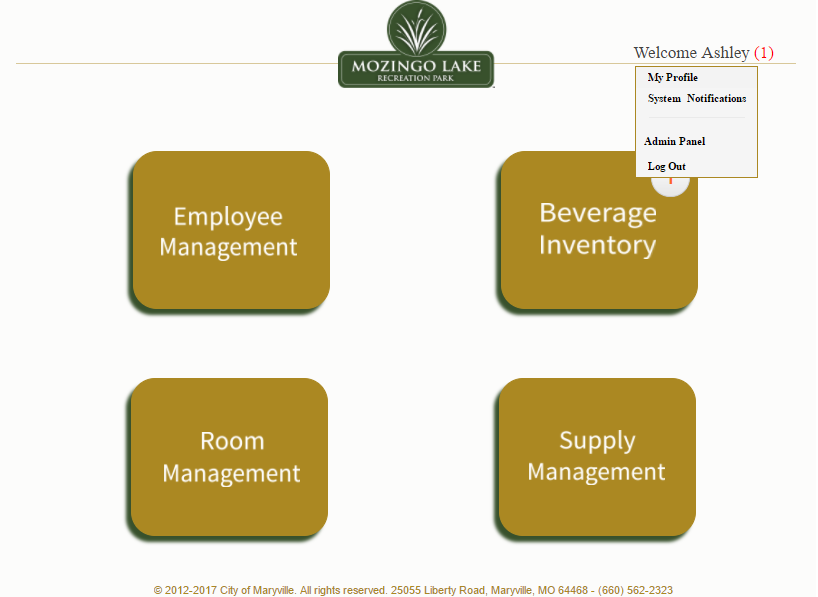 MOZINGO LAKE
RECREATION PARK
Welcome Ashley (1)
My Profile
System Notifications
Admin Panel
Log Out
Employee
Management
Beverage
Inventory
Room
Management
Supply
Management
© 2012-2017 City of Maryville. All rights reserved. 25055 Liberty Road, Maryville, MO 64468 - (660) 562-2323